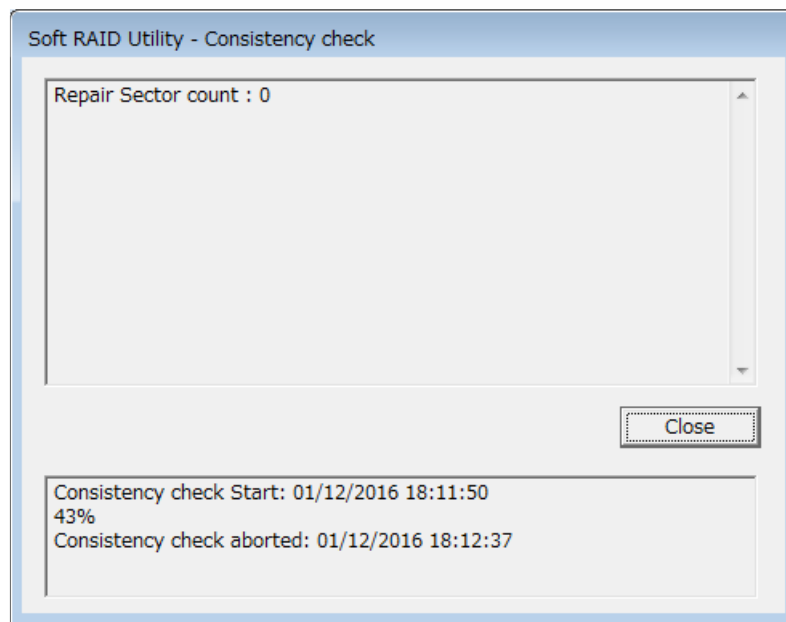 Soft RAID Utility - Consistency check
Repair Sector count : 0
Close
Consistency check Start: 01/12/2016 18:11:50
43%
Consistency check aborted: 01/12/2016 18:12:37